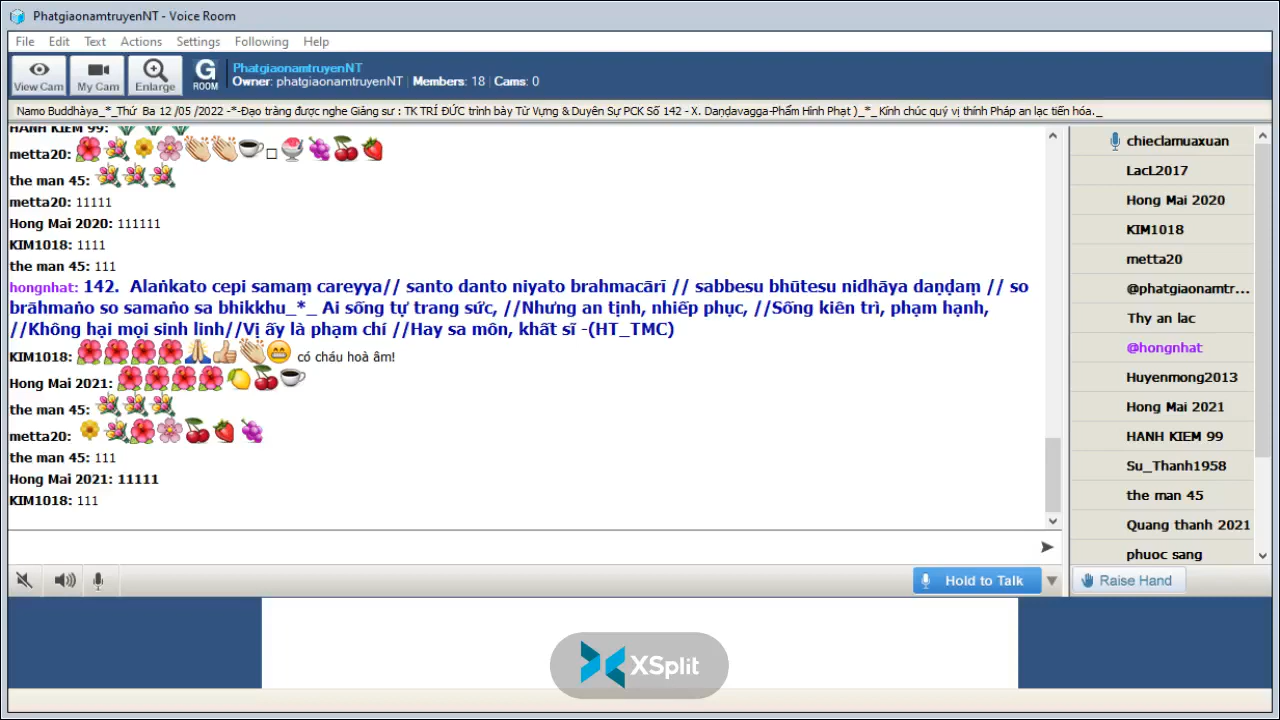 PhatgiaonamtruyenNT - Voice Room
File Edit Text Actions Settings Following Help
View Cam My Cam Enlarge G ROOM
PhatgiaonamtruyenNT
Owner: phatgiaonamtruyenNT Members: 18 Cams: 0
Namo Buddhàya_*_Thứ Ba 12 /05 /2022 -*-Đạo tràng được nghe Giảng sư : TK TRÍ ĐỨC trình bày Từ Vựng & Duyên Sự PCK Số 142 - X. Daṇḍavagga-Phẩm Hình Phạt )_*_ Kính chúc quý vị thính Pháp an lạc tiến hóa._
HANH KIEM 99:
metta20:
the man 45:
metta20: 11111
Hong Mai 2020: 111111
KIM1018: 1111
the man 45: 111
hongnhat: 142. Alaṅkato cepi samaṃ careyya// santo danto niyato brahmacārī // sabbesu bhūtesu nidhāya daṇḍaṃ // so
brāhmaṅo so samaṅo sa bhikkhu_*_ Ai sống tự trang sức, //Nhưng an tịnh, nhiếp phục, //Sống kiên trì, phạm hạnh,
//Không hại mọi sinh linh//Vị ấy là phạm chí //Hay sa môn, khất sĩ -(HT_TMC)
KIM1018: có cháu hoà âm!
Hong Mai 2021:
the man 45:
metta20:
the man 45: 111
Hong Mai 2021: 11111
KIM1018: 111
Hold to Talk
chieclamuaxuan
LacL2017
Hong Mai 2020
KIM1018
metta20
@phatgiaonamtr...
Thy an lac
@hongnhat
Huyenmong2013
Hong Mai 2021
HANH KIEM 99
Su_Thanh1958
the man 45
Quang thanh 2021
phuoc sang
Raise Hand
XSplit